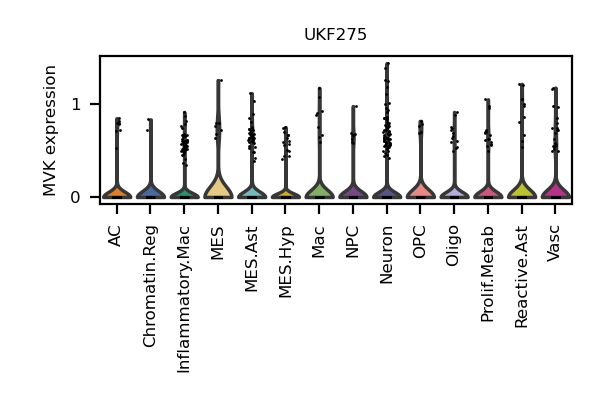 UKF275
MVK expression
1
0
AC
Chromatin.Reg
Inflammatory.Mac
MES
MES.Ast
MES.Hyp
Mac
NPC
Neuron
OPC
Oligo
Prolif.Metab
Reactive.Ast
Vasc